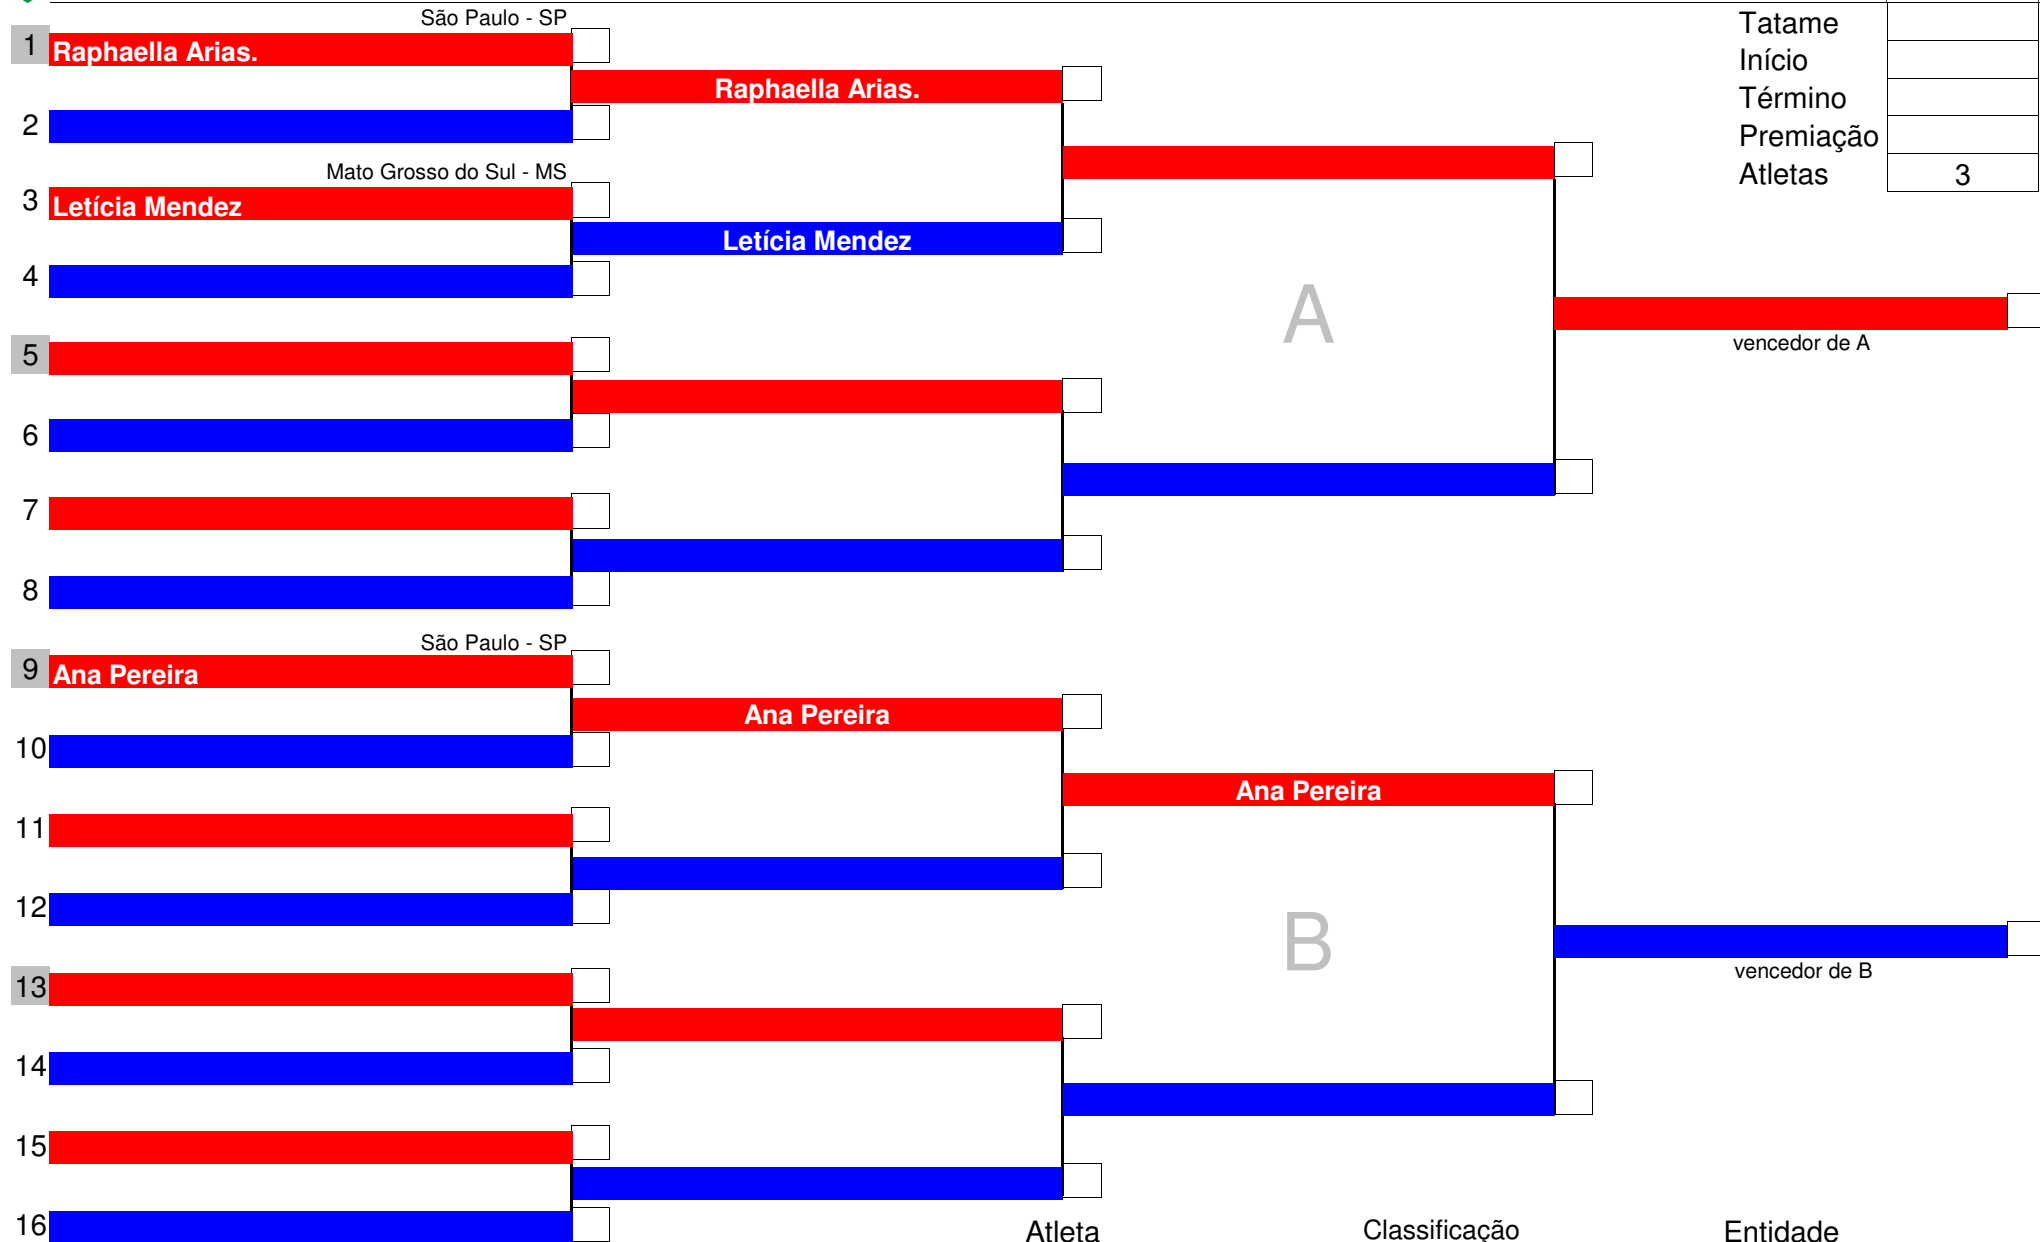 São Paulo - SP
Tatame
1 Raphaella Arias.
Início
Raphaella Arias.
Término
2
Premiação
Mato Grosso do Sul - MS
Atletas 3
3 Letícia Mendez
Letícia Mendez
4
A
vencedor de A
5
6
7
8
São Paulo - SP
9 Ana Pereira
Ana Pereira
10
Ana Pereira
11
12
B
vencedor de B
13
14
15
16
Atleta Classificação Entidade